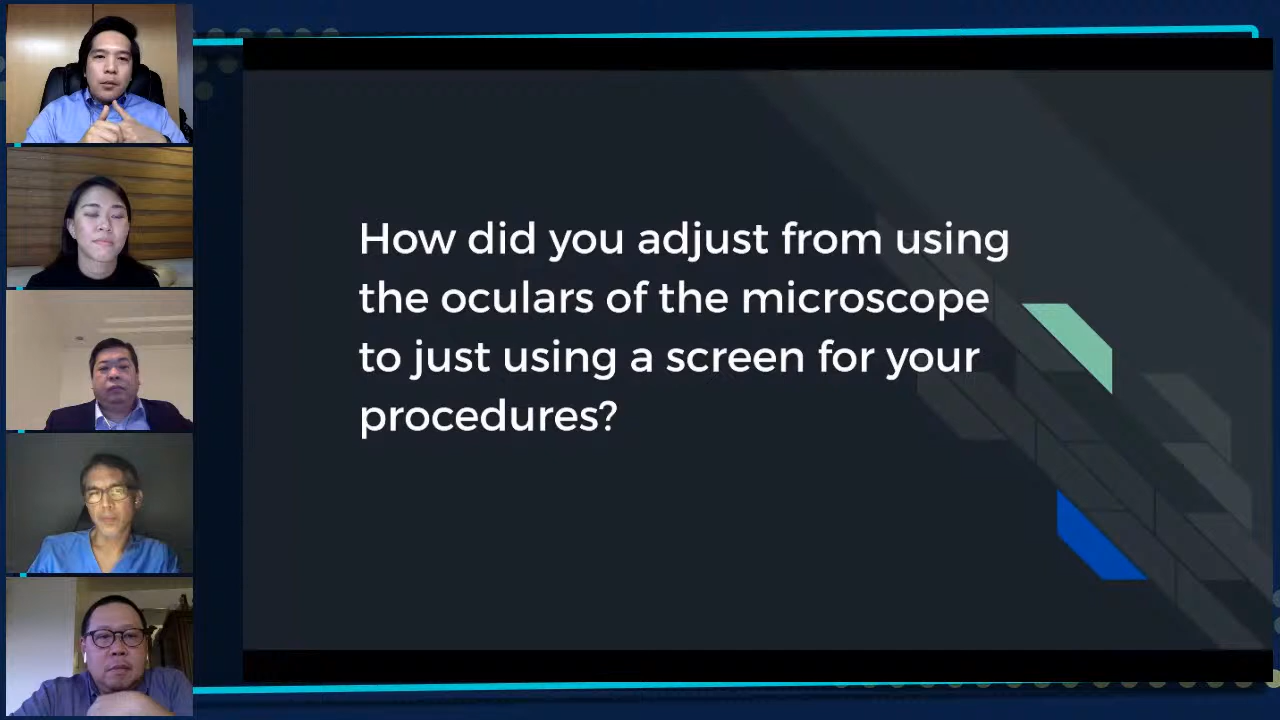 How did you adjust from using
the oculars of the microscope
to just using a screen for your
procedures?